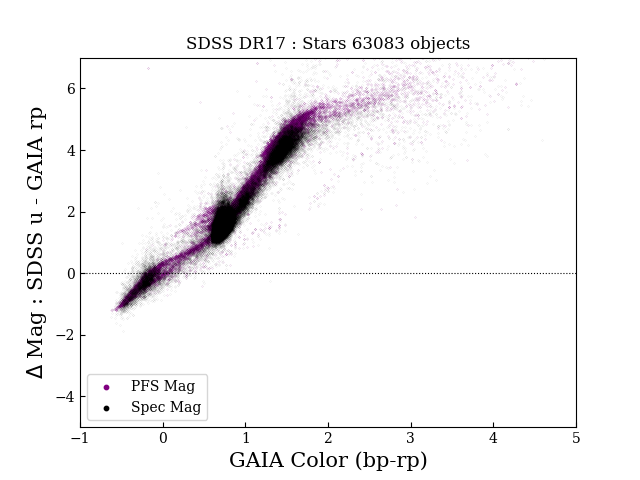 SDSS DR17 : Stars 63083 objects
Δ Mag : SDSS u - GAIA rp
6
4
2
0
−2
−4
PFS Mag
Spec Mag
−1 0 1 2 3 4 5
GAIA Color (bp-rp)